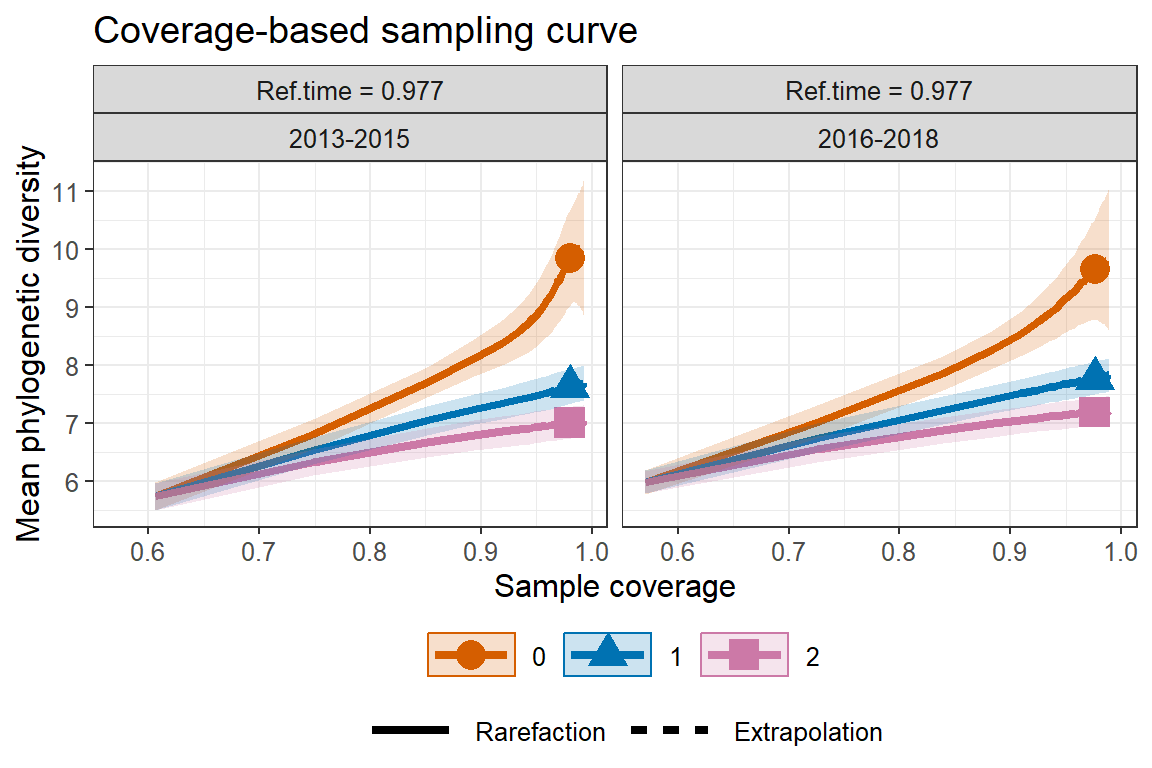 Coverage-based sampling curve
Ref.time = 0.977
Ref.time = 0.977
2013-2015
2016-2018
Mean phylogenetic diversity
11
10
9
8
7
6
0.6 0.7 0.8 0.9 1.0
0.6 0.7 0.8 0.9 1.0
Sample coverage
0 1 2
Rarefaction Extrapolation